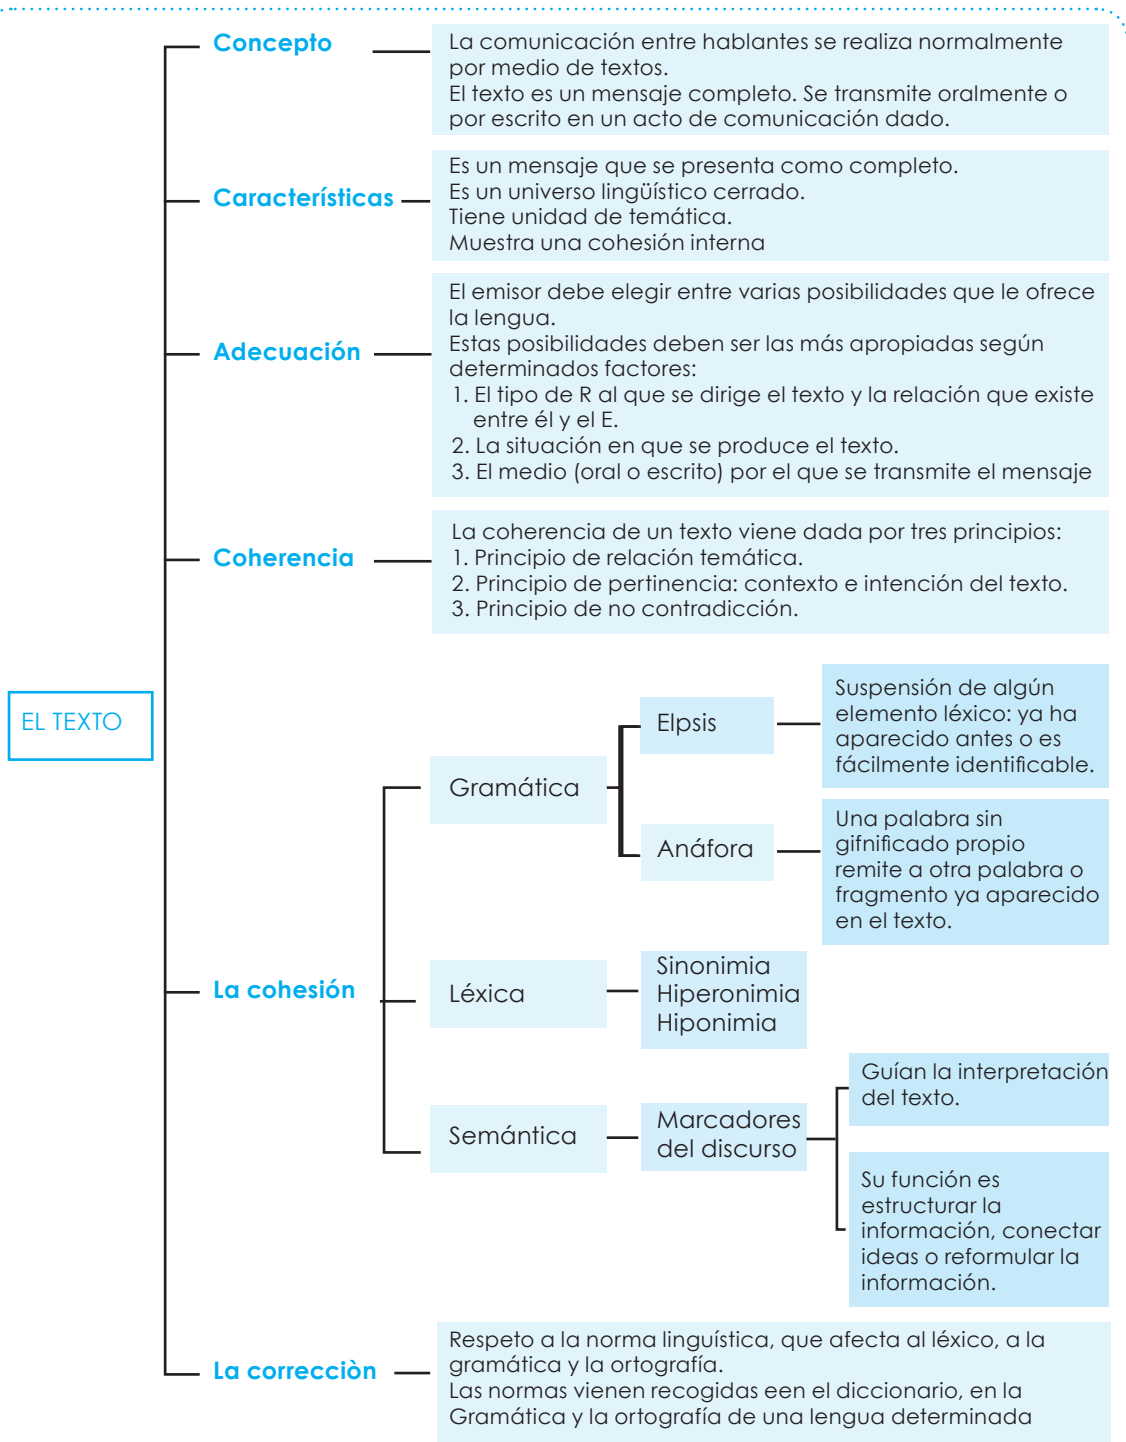 Concepto
La comunicación entre hablantes se realiza normalmente
por medio de textos.
El texto es un mensaje completo. Se transmite oralmente o
por escrito en un acto de comunicación dado.
Característícas
Es un mensaje que se presenta como completo.
Es un universo lingüístico cerrado.
Tiene unidad de temática.
Muestra una cohesión interna
Adecuación
El emisor debe elegir entre varias posibilidades que le ofrece
la lengua.
Estas posibilidades deben ser las más apropiadas según
determinados factores:
1. El tipo de R al que se dirige el texto y la relación que existe
entre él y el E.
2. La situación en que se produce el texto.
3. El medio (oral o escrito) por el que se transmite el mensaje
Coherencia
La coherencia de un texto viene dada por tres principios:
1. Principio de relación temática.
2. Principio de pertinencia: contexto e intención del texto.
3. Principio de no contradicción.
EL TEXTO
La cohesión
Gramática
Elpsis
Suspensión de algún
elemento léxico: ya ha
aparecido antes o es
fácilmente identificable.
Anáfora
Una palabra sin
gifnificado propio
remite a otra palabra o
fragmento ya aparecido
en el texto.
Léxica
Sinonimia
Hiperonimia
Hiponimia
Semántica
Marcadores
del discurso
Guían la interpretación
del texto.
Su función es
estructurar la
información, conectar
ideas o reformular la
información.
La correcciòn
Respeto a la norma linguística, que afecta al léxico, a la
gramática y la ortografía.
Las normas vienen recogidas een el diccionario, en la
Gramática y la ortografía de una lengua determinada